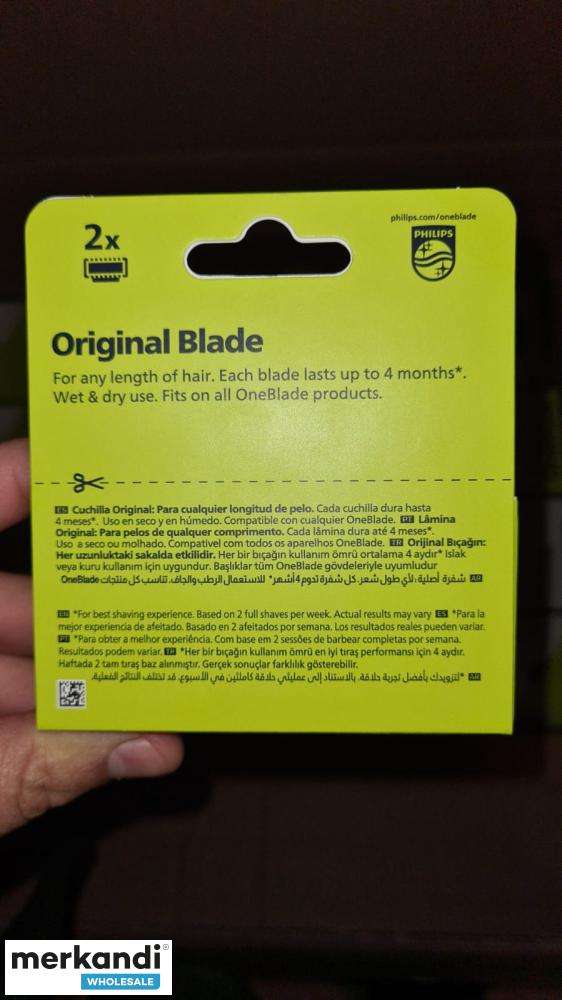 philips.com/oneblade
2x
PHILIPS
Original Blade
For any length of hair. Each blade lasts up to 4 months*.
Wet & dry use. Fits on all OneBlade products.
ES Cuchilla Original: Para cualquier longitud de pelo. Cada cuchilla dura hasta
4 meses*. Uso en seco y en húmedo. Compatible con cualquier OneBlade. PT Lâmina
Original: Para pelos de qualquer comprimento. Cada lâmina dura até 4 meses*.
Uso a seco ou molhado. Compatível com todos os aparelhos OneBlade. TR Orijinal Bıçağın:
Her uzunluktaki sakalda etkilidir. Her bir bıçağın kullanım ömrü ortalama 4 aydır* Islak
veya kuru kullanım için uygundur. Başlıklar tüm OneBlade gövdeleriyle uyumludur
AR شفرة أصلية: لأي طول شعر. كل شفرة تدوم 4 أشهر* للاستعمال الرطب والجاف. تناسب كل منتجات OneBlade
EN *For best shaving experience. Based on 2 full shaves per week. Actual results may vary ES *Para la
mejor experiencia de afeitado. Basado en 2 afeitados por semana. Los resultados reales pueden variar.
PT *Para obter a melhor experiência. Com base em 2 sessões de barbear completas por semana.
Resultados podem variar. TR *Her bir bıçağın kullanım ömrü en iyi tıraş performansı için 4 aydır.
Haftada 2 tam tıraş baz alınmıştır. Gerçek sonuçlar farklılık gösterebilir.
AR *لتزويدك بأفضل تجربة حلاقة. بالاستناد إلى عمليتي حلاقة كاملتين في الأسبوع. قد تختلف النتائج الفعلية.
merkandi®
WHOLESALE